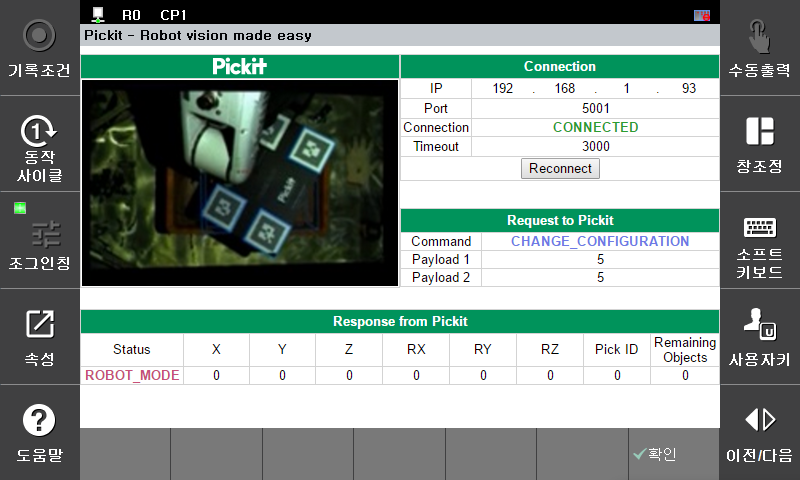 R0 CP1
Pickit - Robot vision made easy
기록조건
동작
사이클
조그인칭
속성
도움말
Pickit
Pickit
Connection
IP 192 . 168 . 1 . 93
Port 5001
Connection CONNECTED
Timeout 3000
Reconnect
Request to Pickit
Command CHANGE_CONFIGURATION
Payload 1 5
Payload 2 5
Response from Pickit
Status X Y Z RX RY RZ Pick ID Remaining Objects
ROBOT_MODE 0 0 0 0 0 0 0 0
확인
수동출력
창조정
소프트
키보드
사용자키
이전/다음